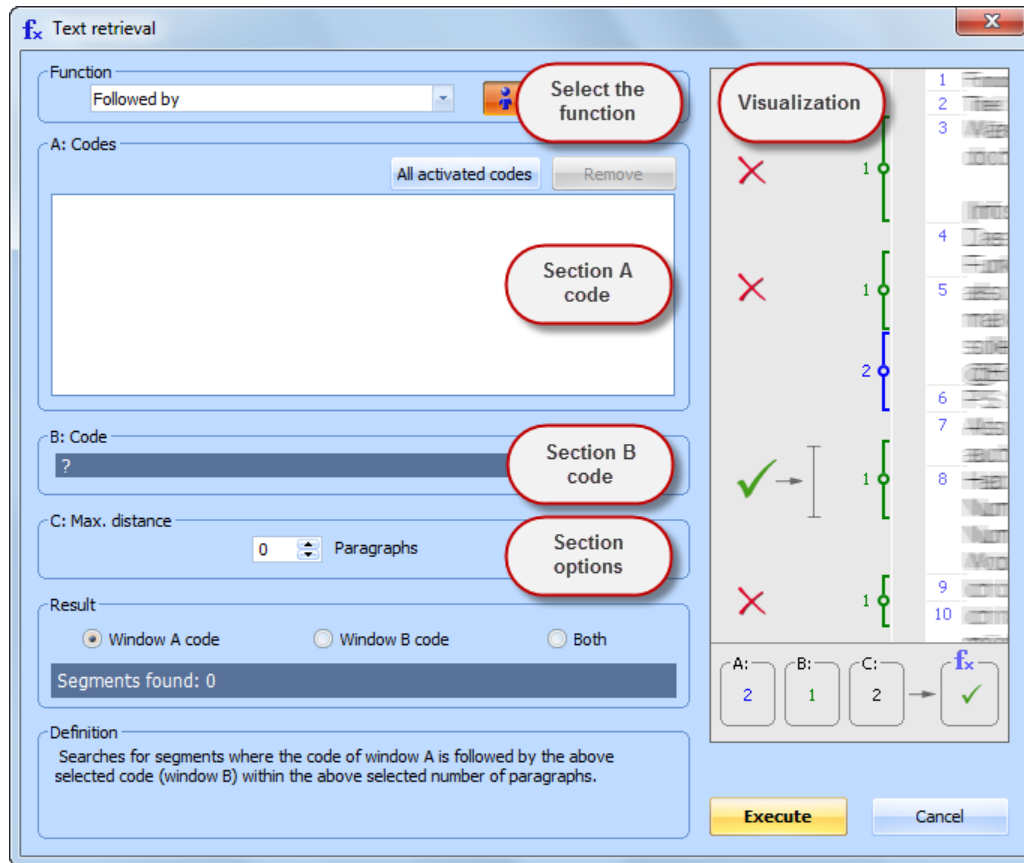 fx Text retrieval
X
Function
Followed by
Select the
function
A: Codes
All activated codes Remove
Section A
code
B: Code
?
Section B
code
C: Max. distance
0 Paragraphs
Section
options
Result
Window A code Window B code Both
Segments found: 0
Definition
Searches for segments where the code of window A is followed by the above
selected code (window B) within the above selected number of paragraphs.
Visualization
1
2
3
1
4
1 5
2
6
7
1 8
9
1
10
A: B: C: fx
2 1 2
Execute Cancel